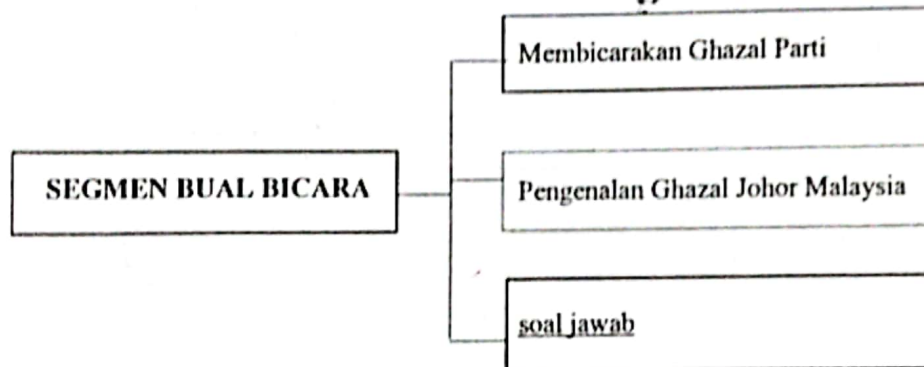 Membicarakan Ghazal Parti
SEGMEN BUAL BICARA
Pengenalan Ghazal Johor Malaysia
soal jawab